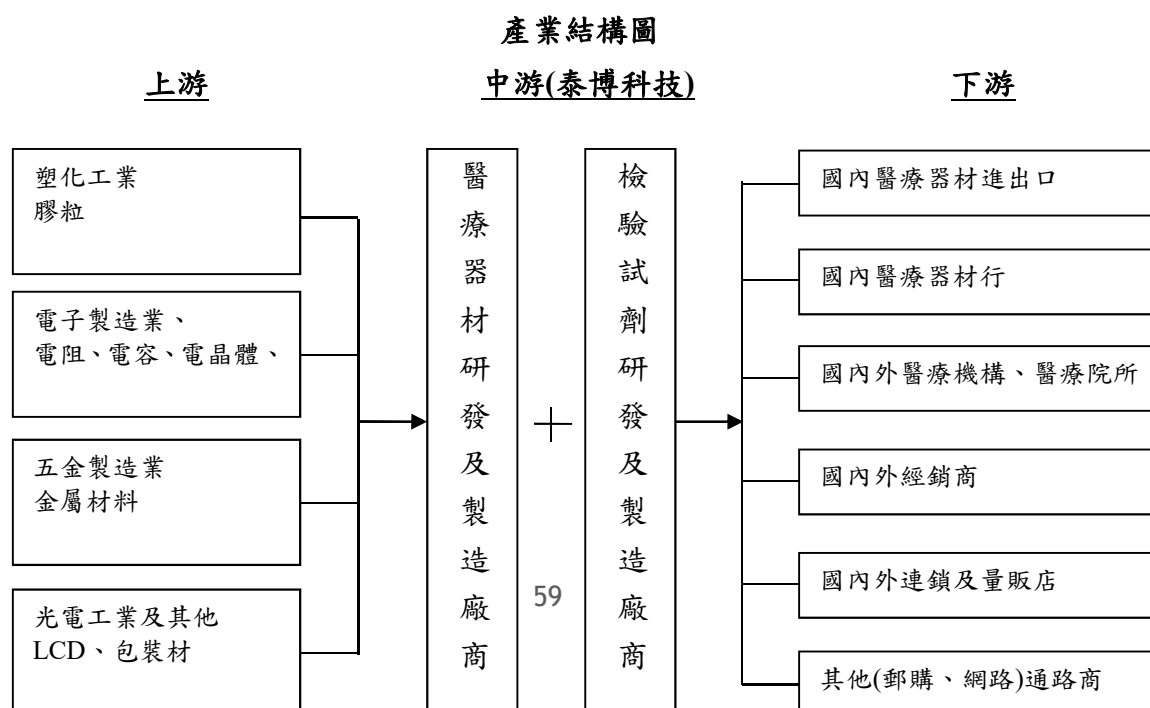 產業結構圖
上游
中游(泰博科技)
下游
塑化工業
膠粒
電子製造業、
電阻、電容、電晶體、
五金製造業
金屬材料
光電工業及其他
LCD、包裝材
醫療器材研發及製造廠商
+
檢驗試劑研發及製造廠商
國內醫療器材進出口
國內醫療器材行
國內外醫療機構、醫療院所
國內外經銷商
國內外連鎖及量販店
其他(郵購、網路)通路商
59